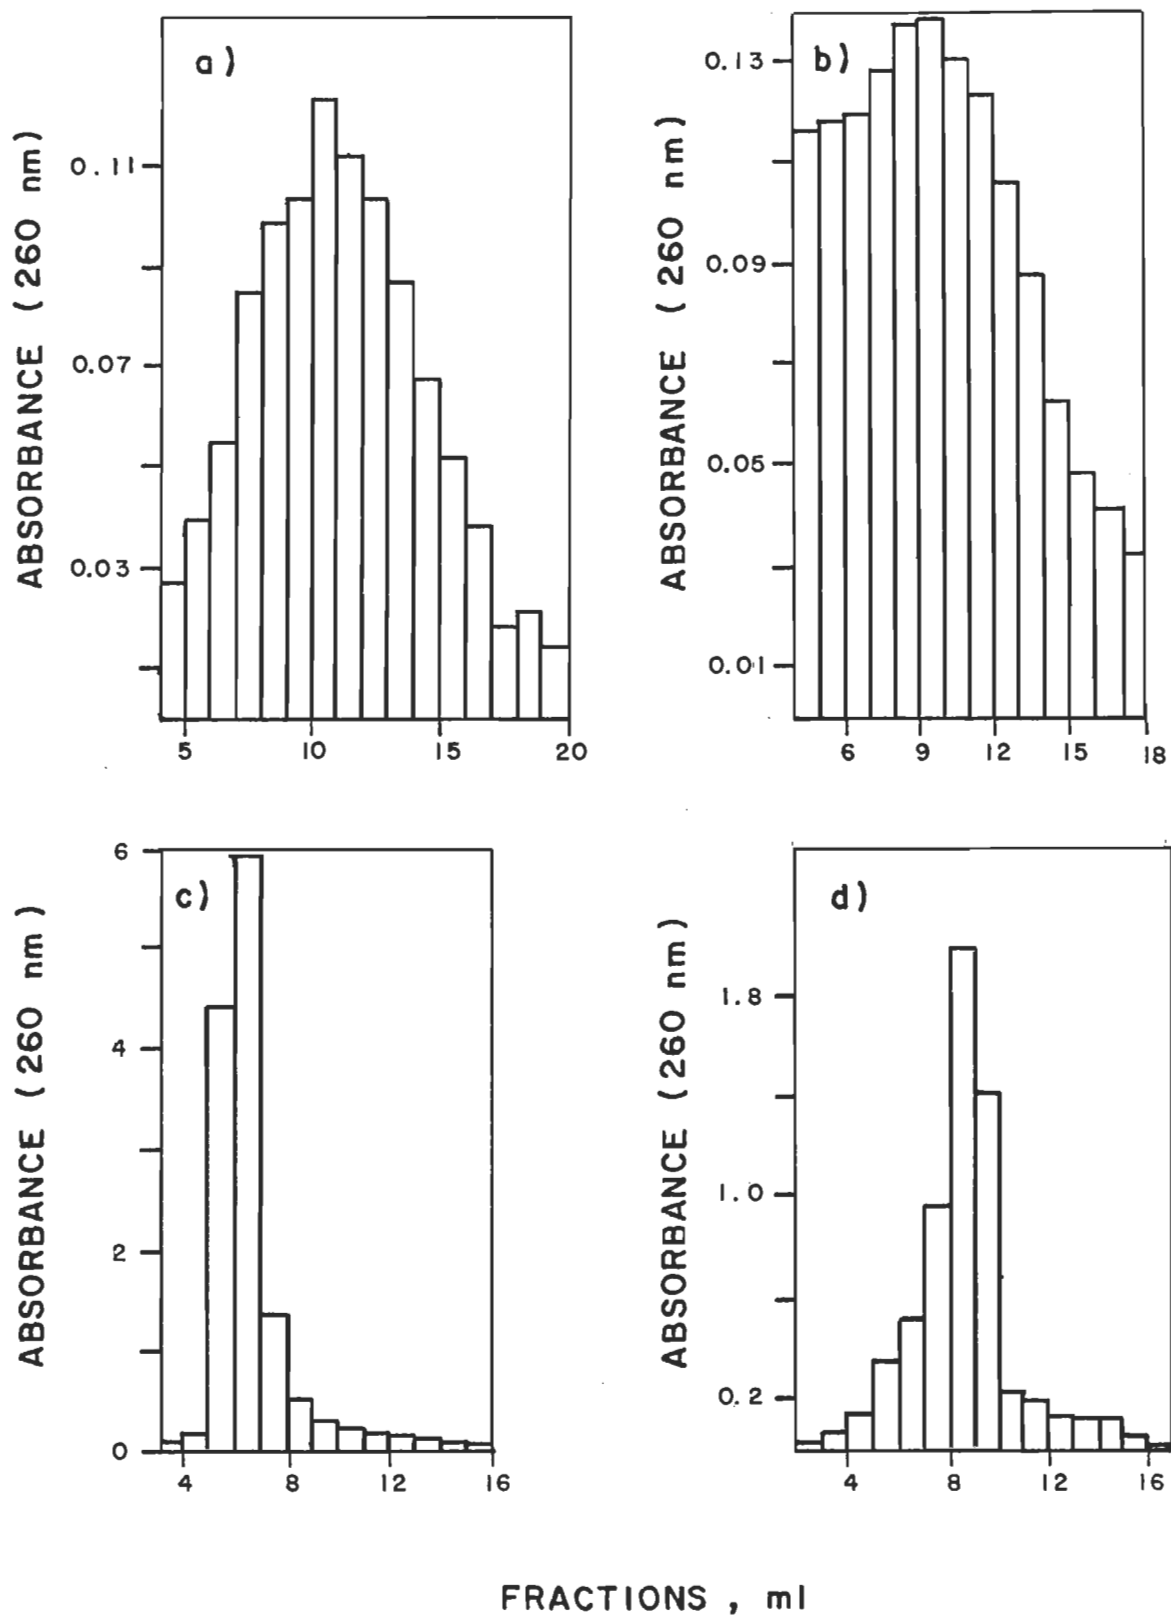 a)
ABSORBANCE (260 nm)
0.11
0.07
0.03
5 10 15 20
b)
ABSORBANCE (260 nm)
0.13
0.09
0.05
0.01
6 9 12 15 18
c)
ABSORBANCE (260 nm)
6
4
2
0
4 8 12 16
d)
ABSORBANCE (260 nm)
1.8
1.0
0.2
4 8 12 16
FRACTIONS, ml